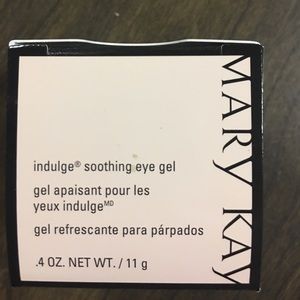 indulge® soothing eye gel
gel apaisant pour les
yeux indulgeMD
gel refrescante para párpados
.4 OZ. NET WT. / 11 g
MARY KAY